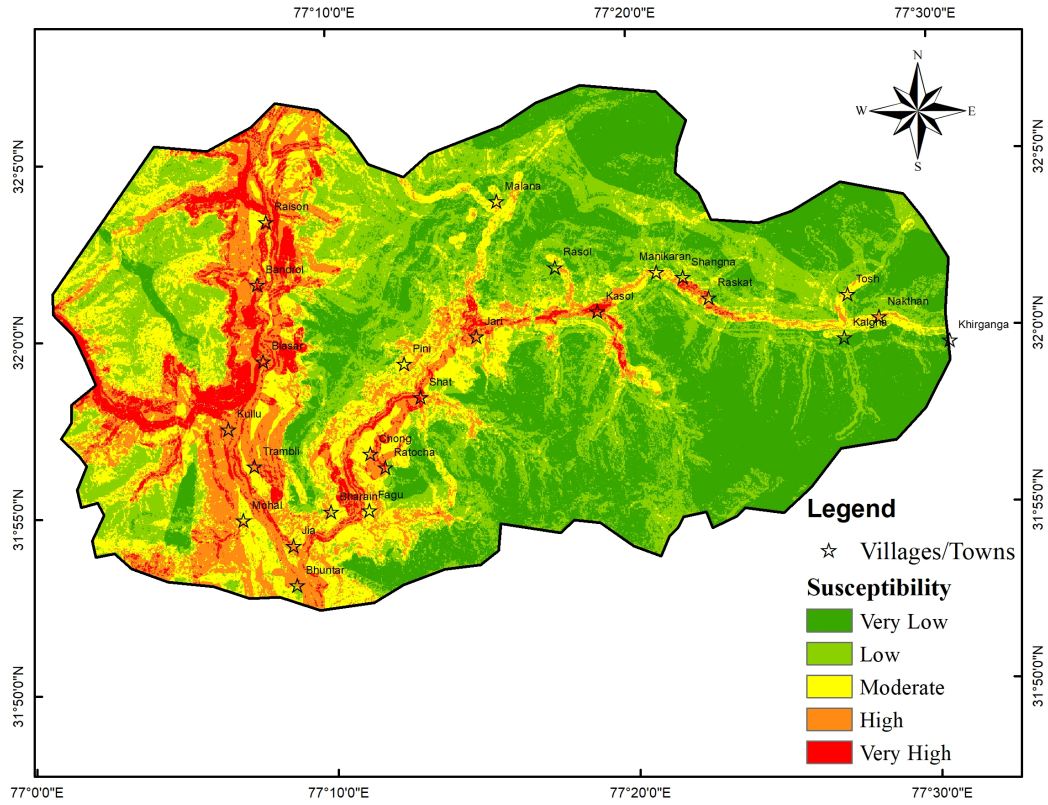 77°10'0"E
77°20'0"E
77°30'0"E
N
W
E
S
32°5'0"N
32°5'0"N
Malana
Raison
Rasol
Manikaran
Shangna
Bandrol
Raskat
Tosh
Kasol
Nakthan
Jari
Kalgha
Khirganga
32°0'0"N
32°0'0"N
Biasar
Pini
Shat
Kullu
Chong
Trambli
Ratocha
Sharain
Fagu
Mohal
31°55'0"N
31°55'0"N
Jia
Bhuntar
Legend
Villages/Towns
Susceptibility
Very Low
Low
Moderate
High
Very High
31°50'0"N
31°50'0"N
77°0'0"E
77°10'0"E
77°20'0"E
77°30'0"E